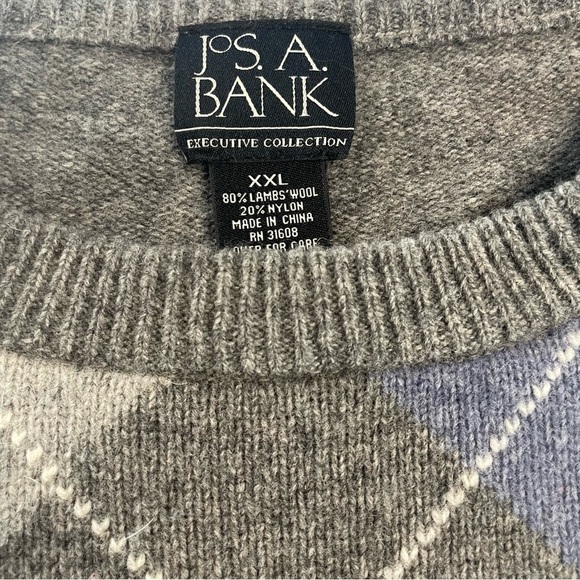 JOS. A.
BANK
EXECUTIVE COLLECTION
XXL
80% LAMBS' WOOL
20% NYLON
MADE IN CHINA
RN 31608
OVER FOR CARE